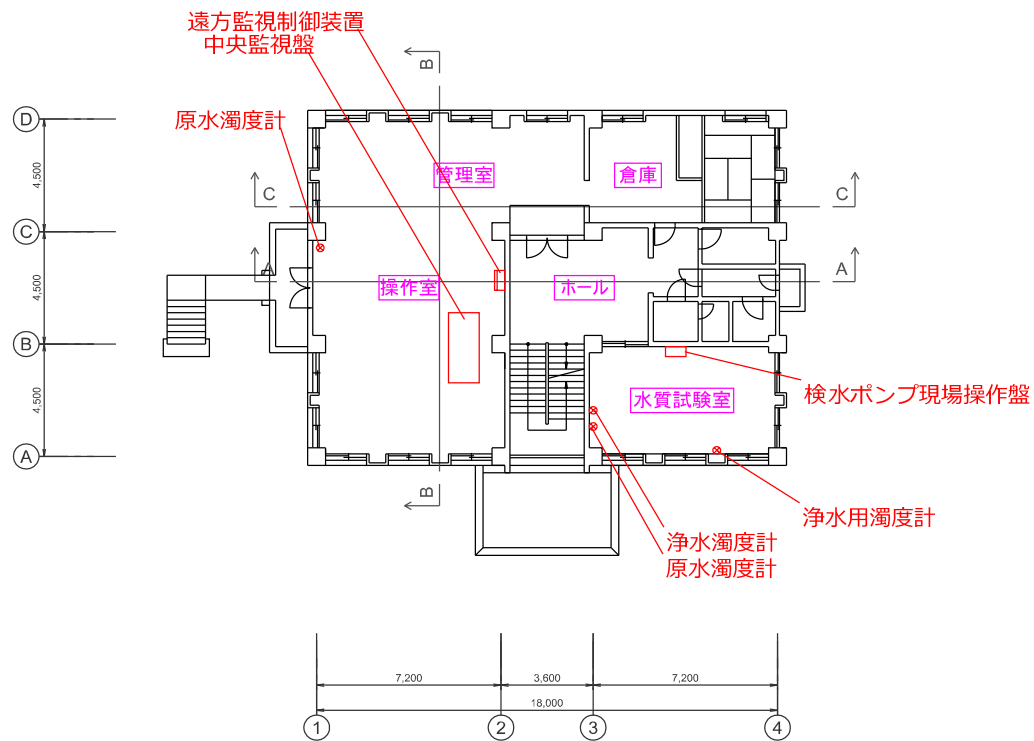 遠方監視制御装置
中央監視盤
B
D
原水濁度計
4,500
管理室
倉庫
C
C
C
4,500
A
A
操作室
ホール
B
4,500
検水ポンプ現場操作盤
水質試験室
A
B
浄水用濁度計
浄水濁度計
原水濁度計
7,200
3,600
7,200
18,000
1
2
3
4